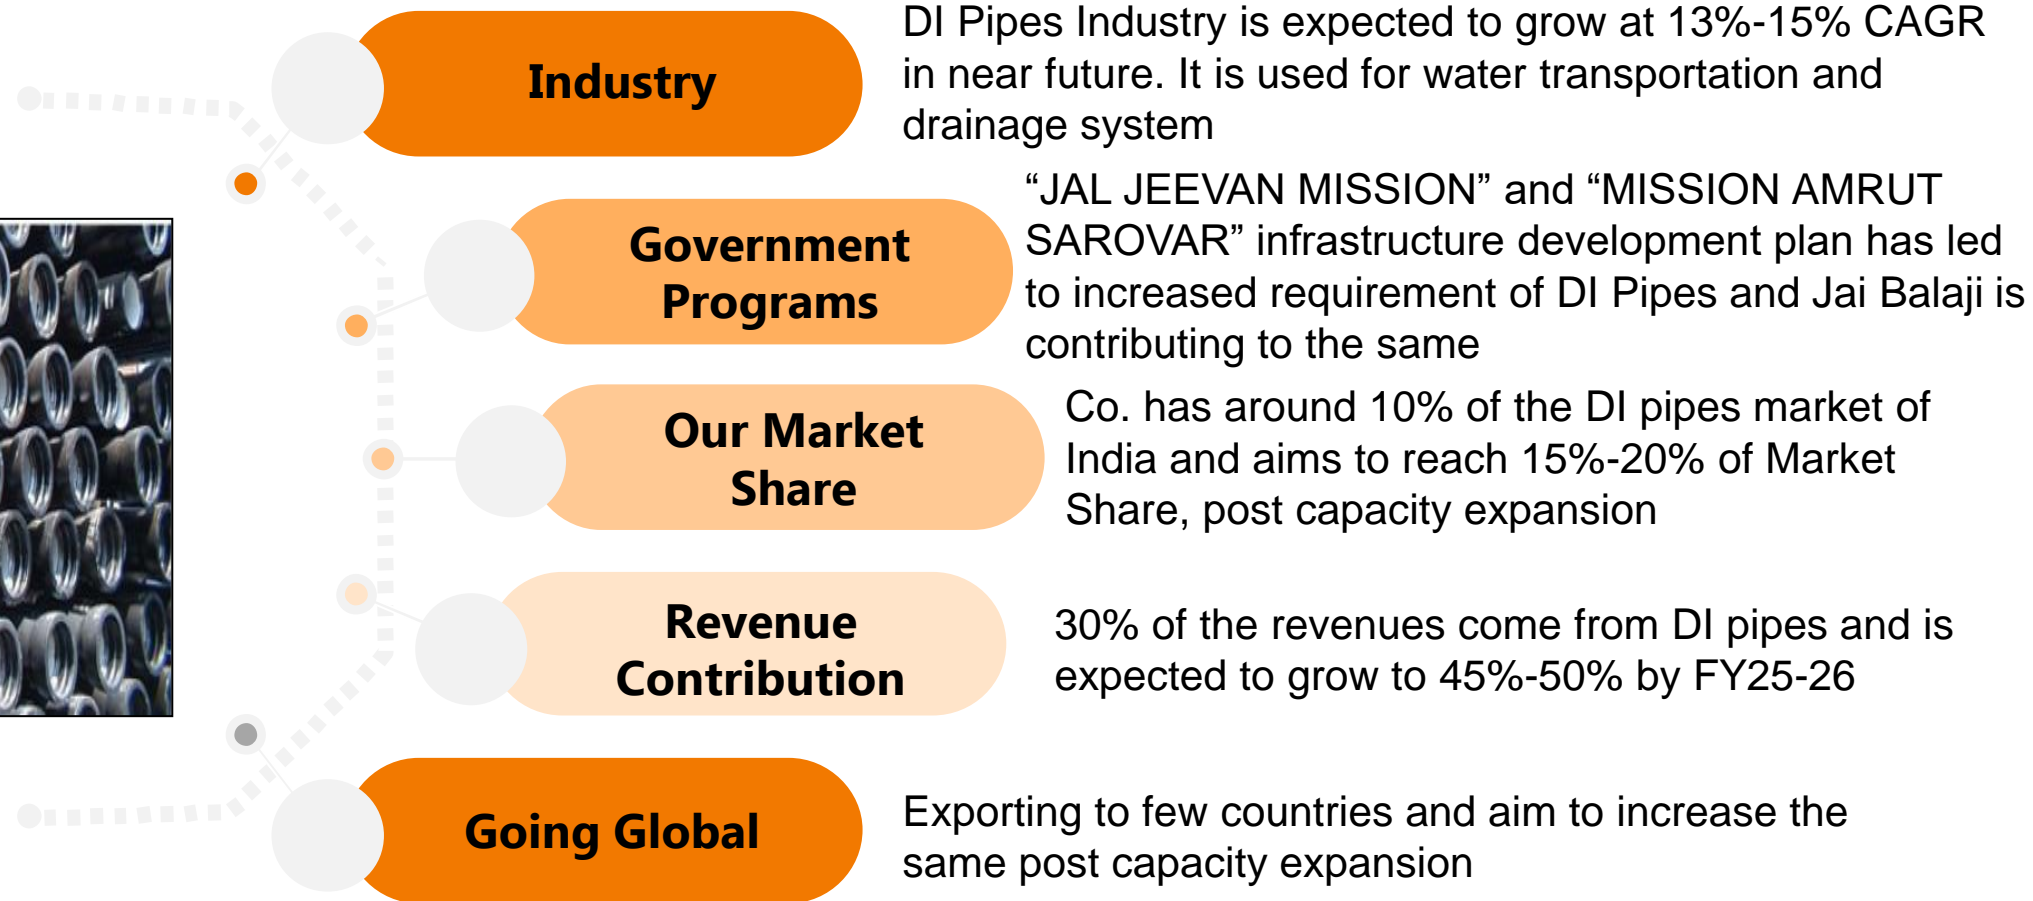 Industry
DI Pipes Industry is expected to grow at 13%-15% CAGR
in near future. It is used for water transportation and
drainage system
Government
Programs
“JAL JEEVAN MISSION” and “MISSION AMRUT
SAROVAR” infrastructure development plan has led
to increased requirement of DI Pipes and Jai Balaji is
contributing to the same
Our Market
Share
Co. has around 10% of the DI pipes market of
India and aims to reach 15%-20% of Market
Share, post capacity expansion
Revenue
Contribution
30% of the revenues come from DI pipes and is
expected to grow to 45%-50% by FY25-26
Going Global
Exporting to few countries and aim to increase the
same post capacity expansion